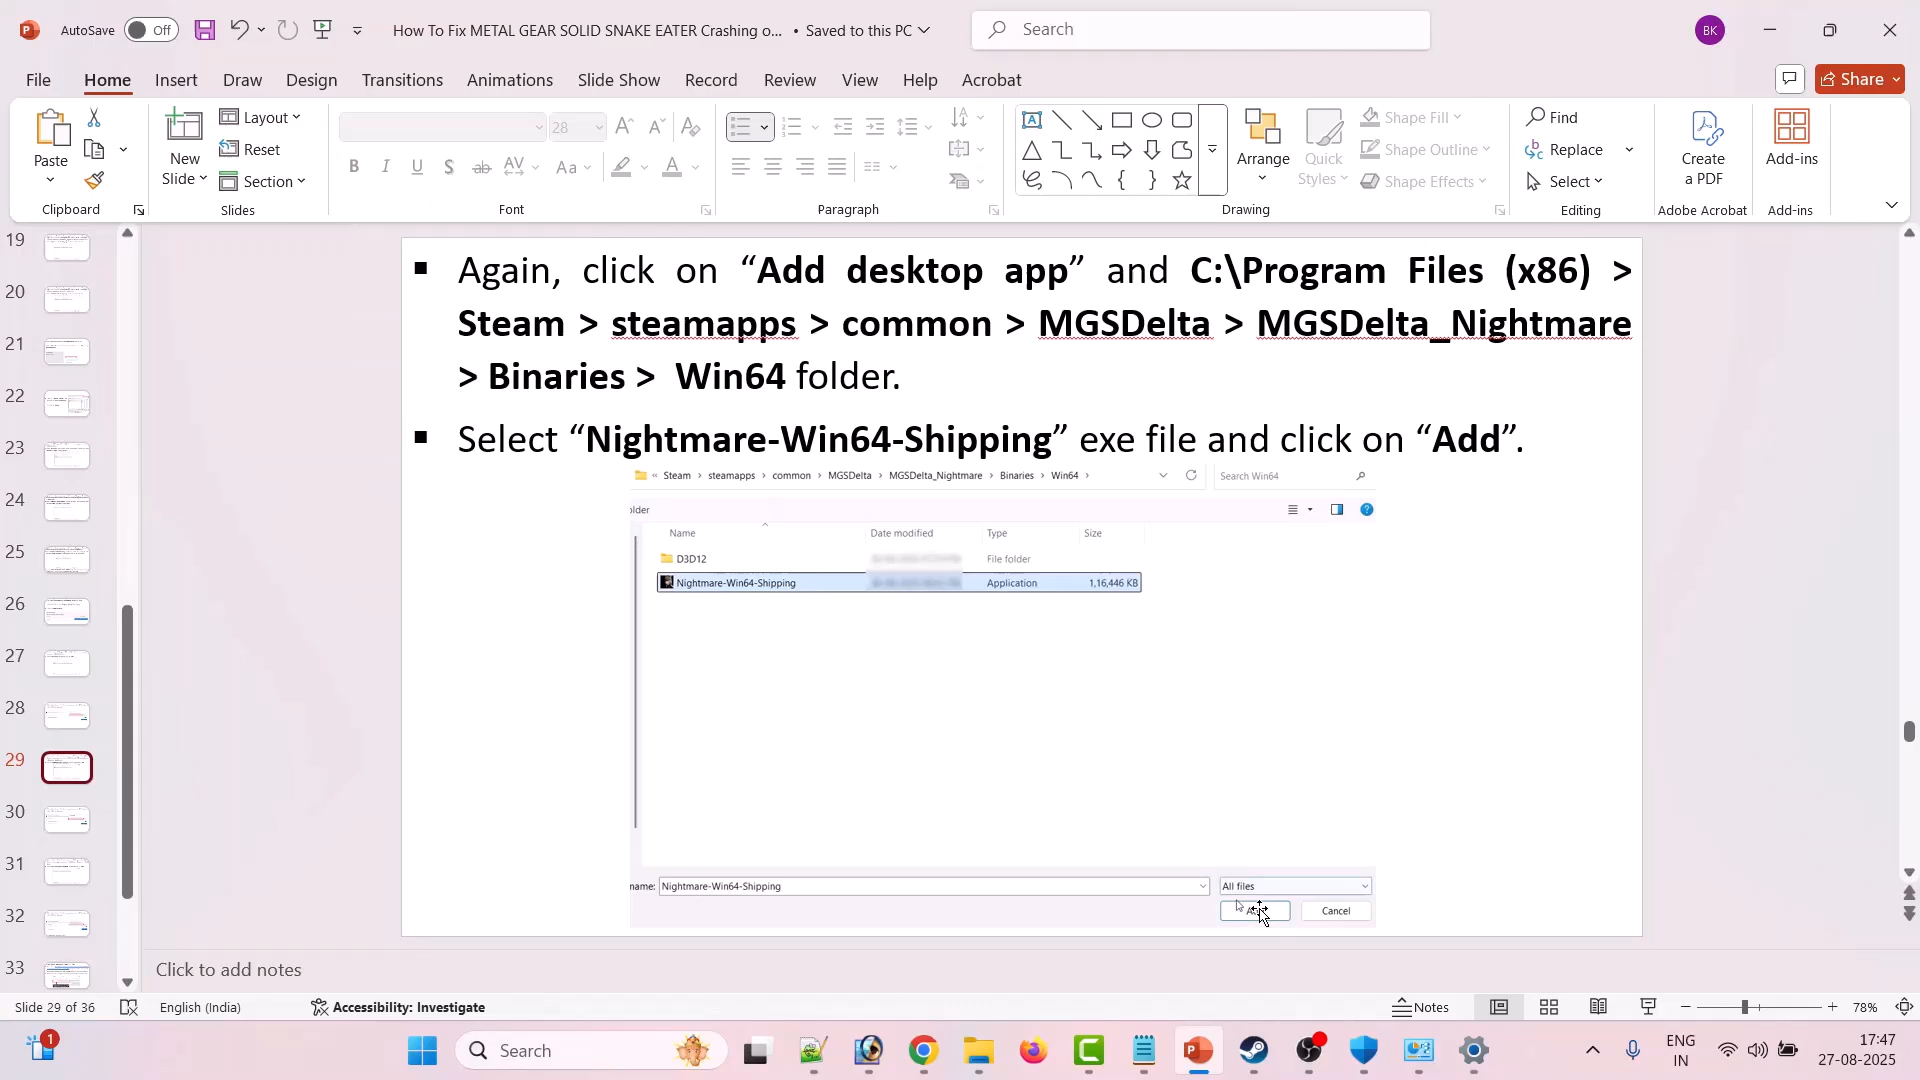 AutoSave Off How To Fix METAL GEAR SOLID SNAKE EATER Crashing o... • Saved to this PC Search BK
File Home Insert Draw Design Transitions Animations Slide Show Record Review View Help Acrobat Share
Paste New Slide Layout Reset Section 28 Arrange Quick Styles Shape Fill Shape Outline Shape Effects Find Replace Select Create a PDF Add-ins
Clipboard Slides Font Paragraph Drawing Editing Adobe Acrobat Add-ins
19
20
21
22
23
24
25
26
27
28
29
30
31
32
33
Again, click on “Add desktop app” and C:\Program Files (x86) >
Steam > steamapps > common > MGSDelta > MGSDelta_Nightmare
> Binaries > Win64 folder.
Select “Nightmare-Win64-Shipping” exe file and click on “Add”.
« Steam › steamapps › common › MGSDelta › MGSDelta_Nightmare › Binaries › Win64 › Search Win64
older
Name Date modified Type Size
D3D12 File folder
Nightmare-Win64-Shipping Application 1,16,446 KB
name: Nightmare-Win64-Shipping All files
Cancel
Click to add notes
Slide 29 of 36 English (India) Accessibility: Investigate Notes 78%
1 Search ENG IN 17:47 27-08-2025